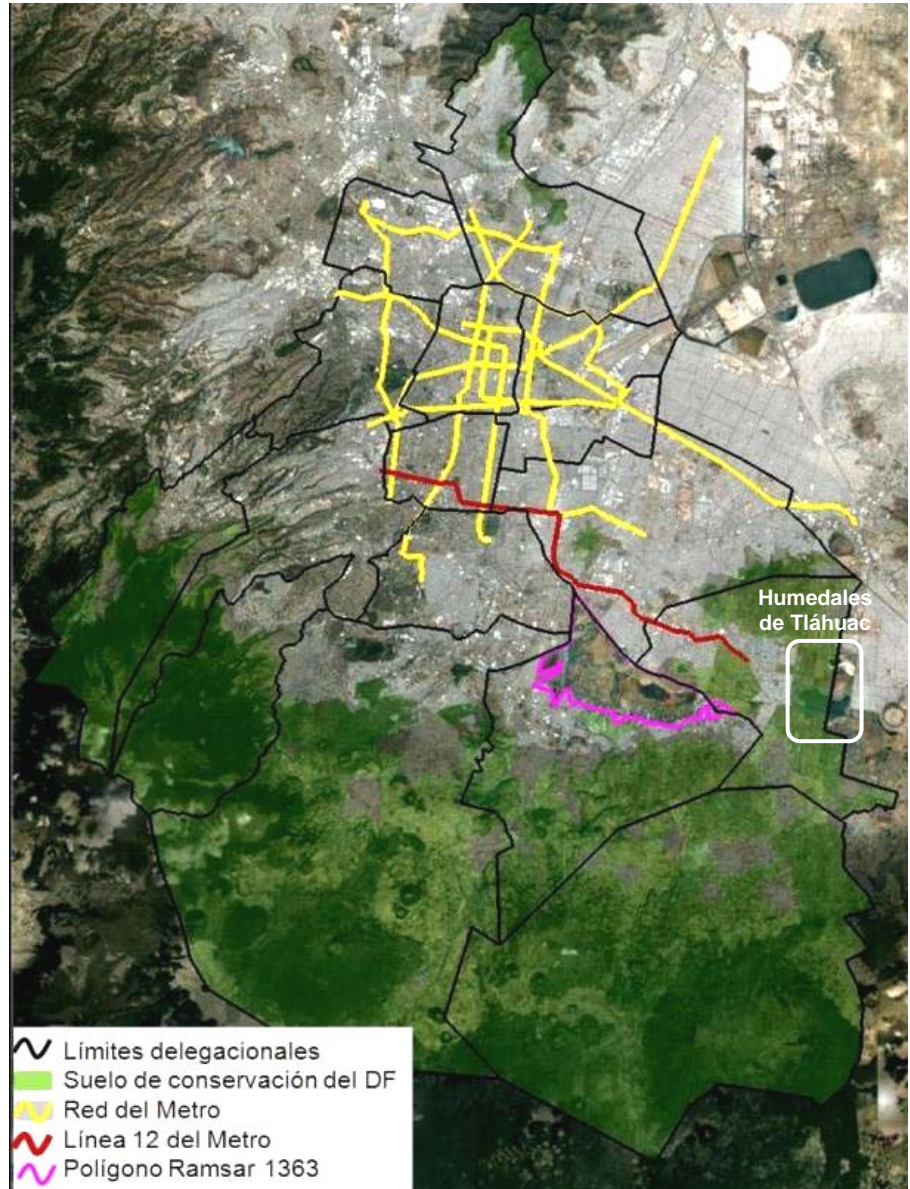 Humedales
de Tláhuac
Límites delegacionales
Suelo de conservación del DF
Red del Metro
Línea 12 del Metro
Polígono Ramsar 1363